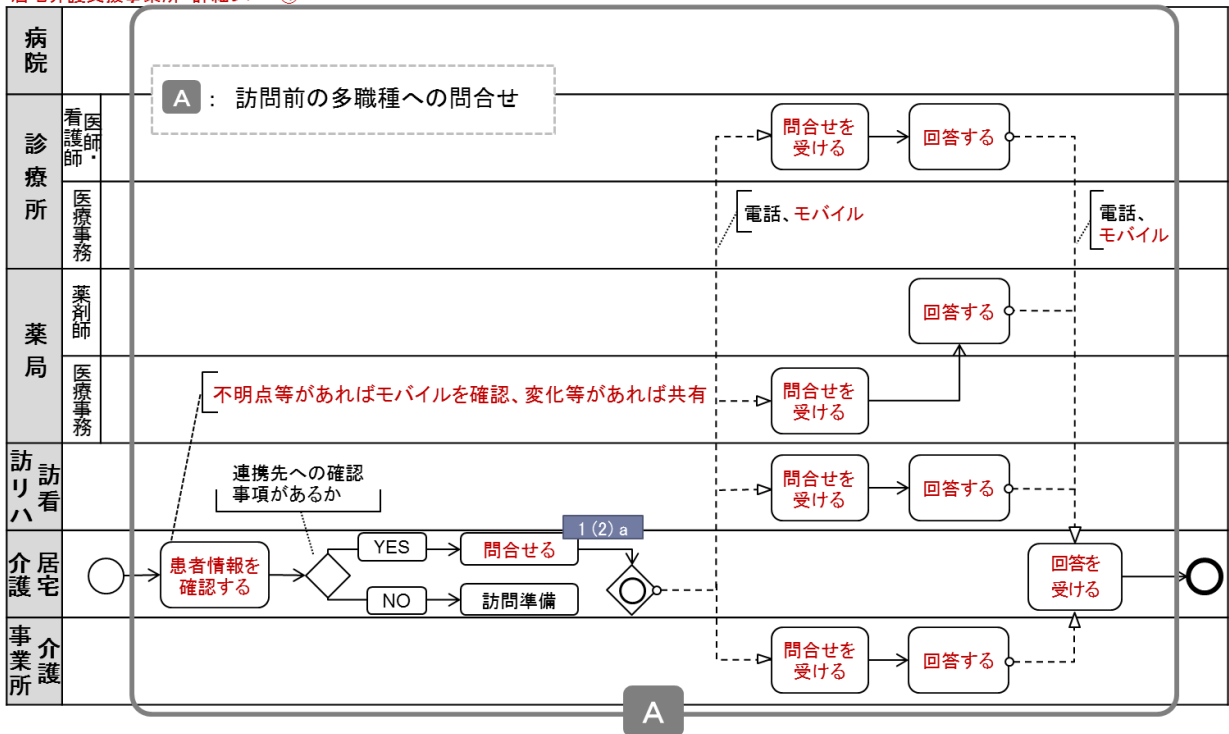 病院
A : 訪問前の多職種への問合せ
診療所
医師・
看護師
問合せを
受ける
回答する
医療事務
電話、モバイル
電話、
モバイル
薬局
薬剤師
回答する
医療事務
不明点等があればモバイルを確認、変化等があれば共有
問合せを
受ける
訪看
訪リハ
連携先への確認
事項があるか
問合せを
受ける
回答する
居宅
介護
患者情報を
確認する
YES
問合せる
1(2)a
NO
訪問準備
回答を
受ける
介護
事業所
問合せを
受ける
回答する
A